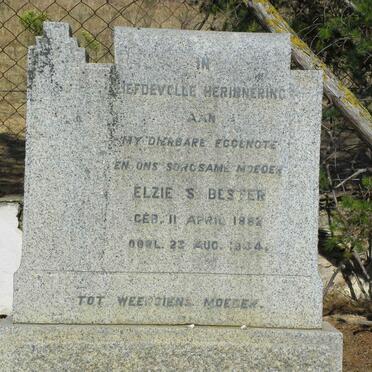 IN
LIEFDEVOLLE HERINNERING
AAN
MY DIERBARE EGGENOTE
EN ONS SORGSAME MOEDER
ELZIE S. BESTER
GEB. 11 APRIL 1882
OORL. 23 AUG. 1934.
TOT WEERSIENS MOEDER.